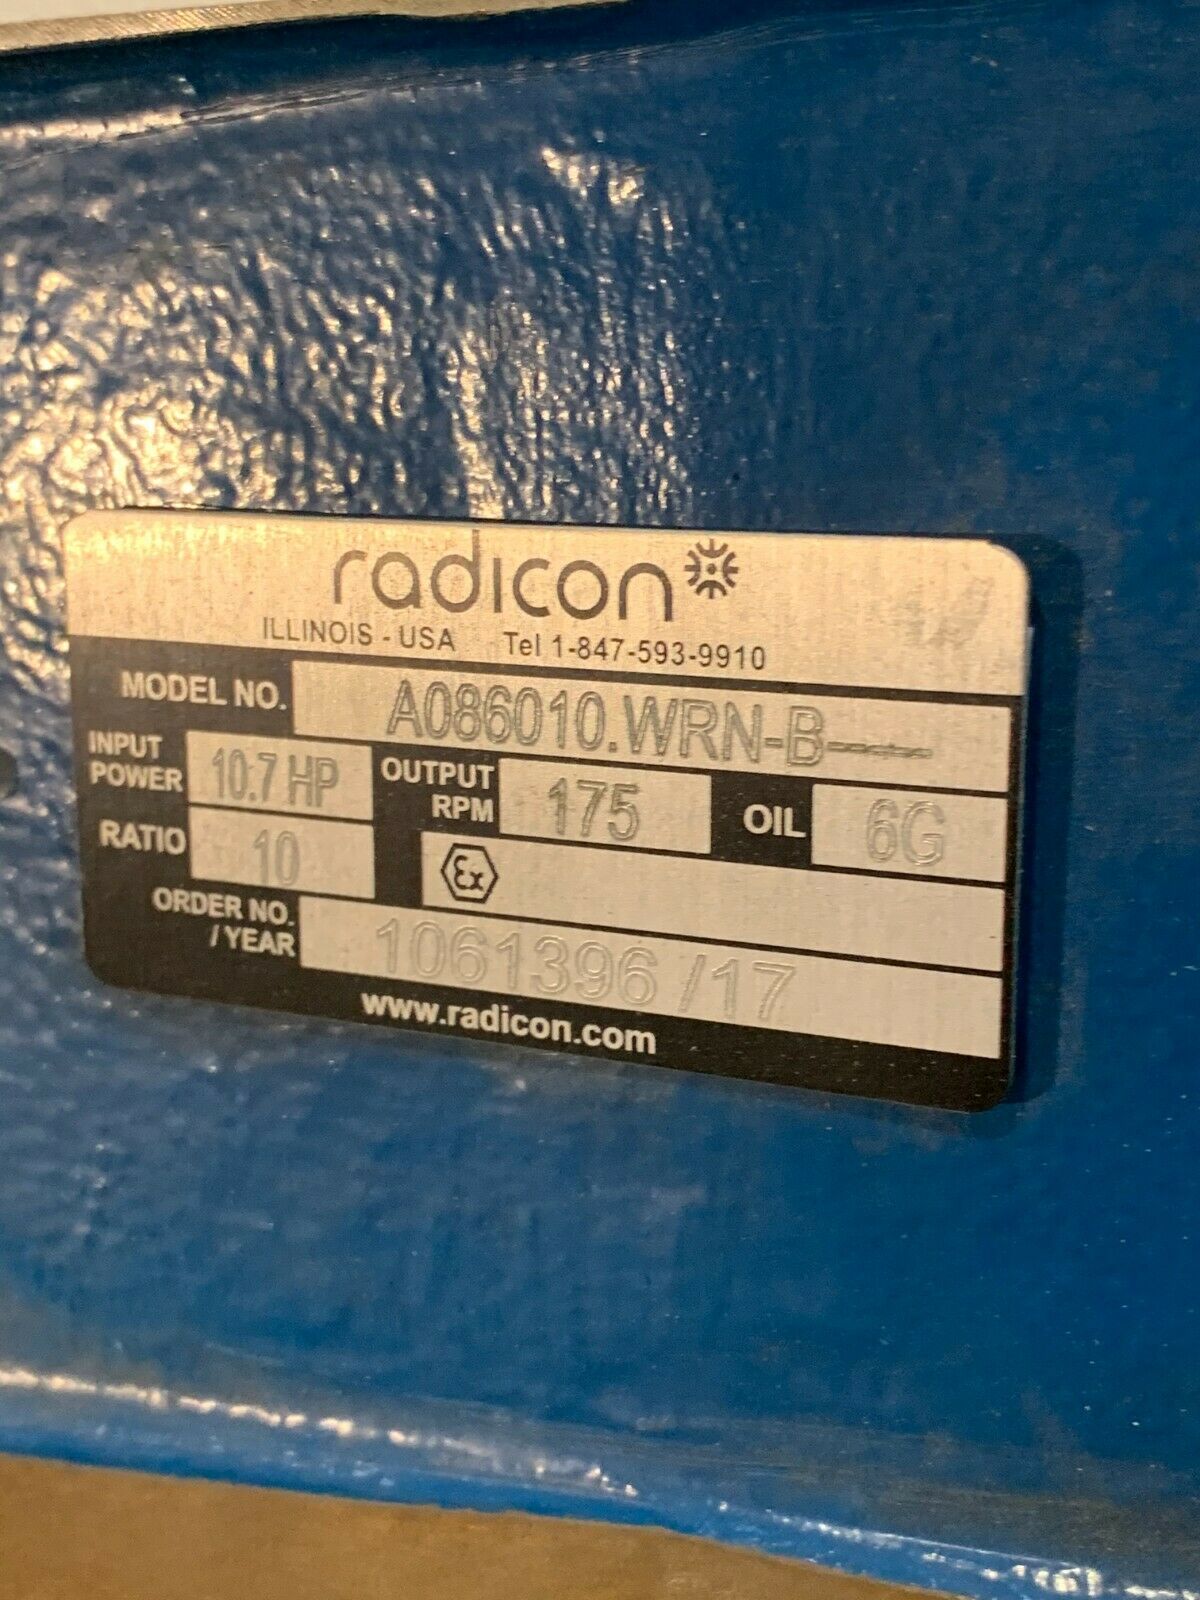 radicon
ILLINOIS - USA Tel 1-847-593-9910
MODEL NO. A086010.WRN-B-----
INPUT POWER 10.7 HP OUTPUT RPM 175 OIL 6G
RATIO 10 Ex
ORDER NO. / YEAR 1061396 /17
www.radicon.com